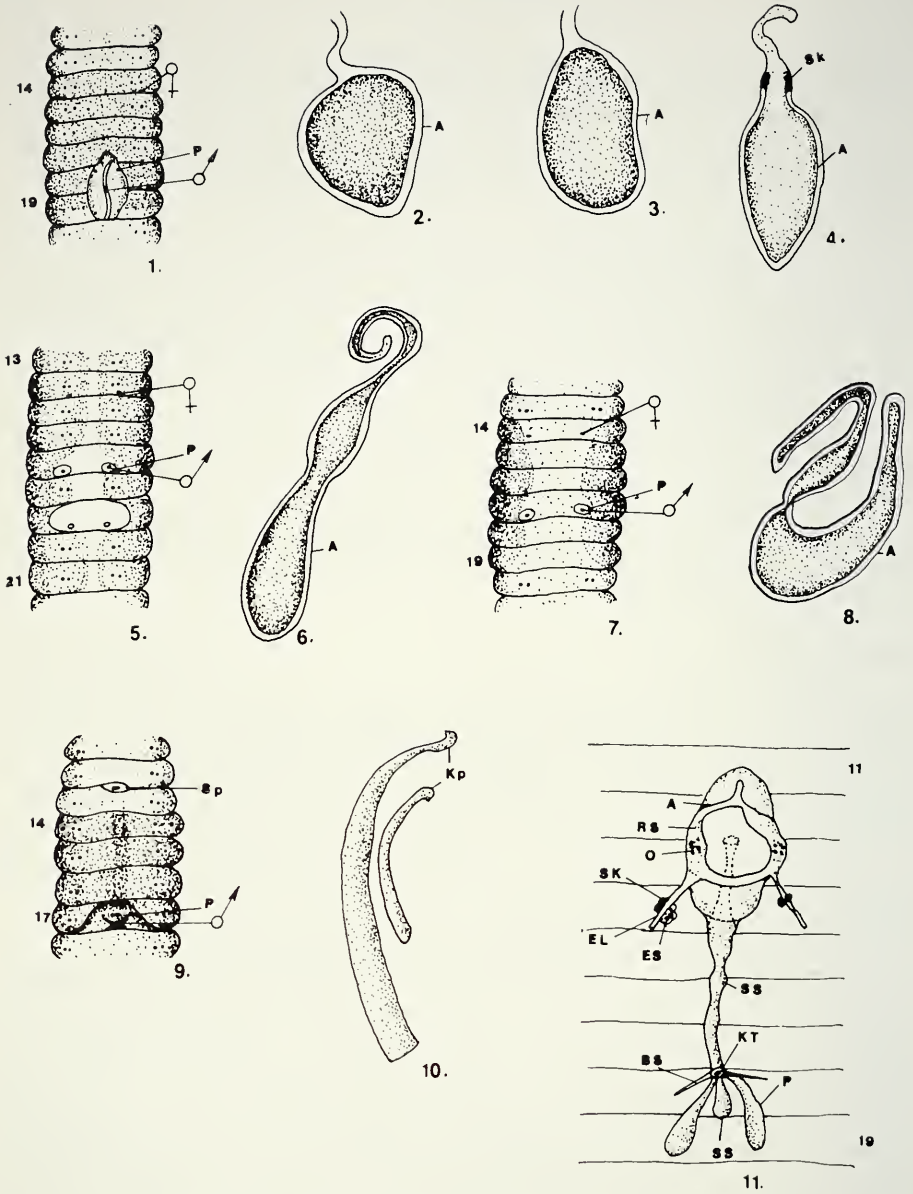 14
P
19
1.
A
2.
A
3.
Sk
A
4.
13
P
21
5.
A
6.
14
P
19
7.
A
8.
Sp
14
P
17
9.
Kp
10.
11
A
RS
O
SK
EL
ES
SS
KT
BS
P
SS
19
11.